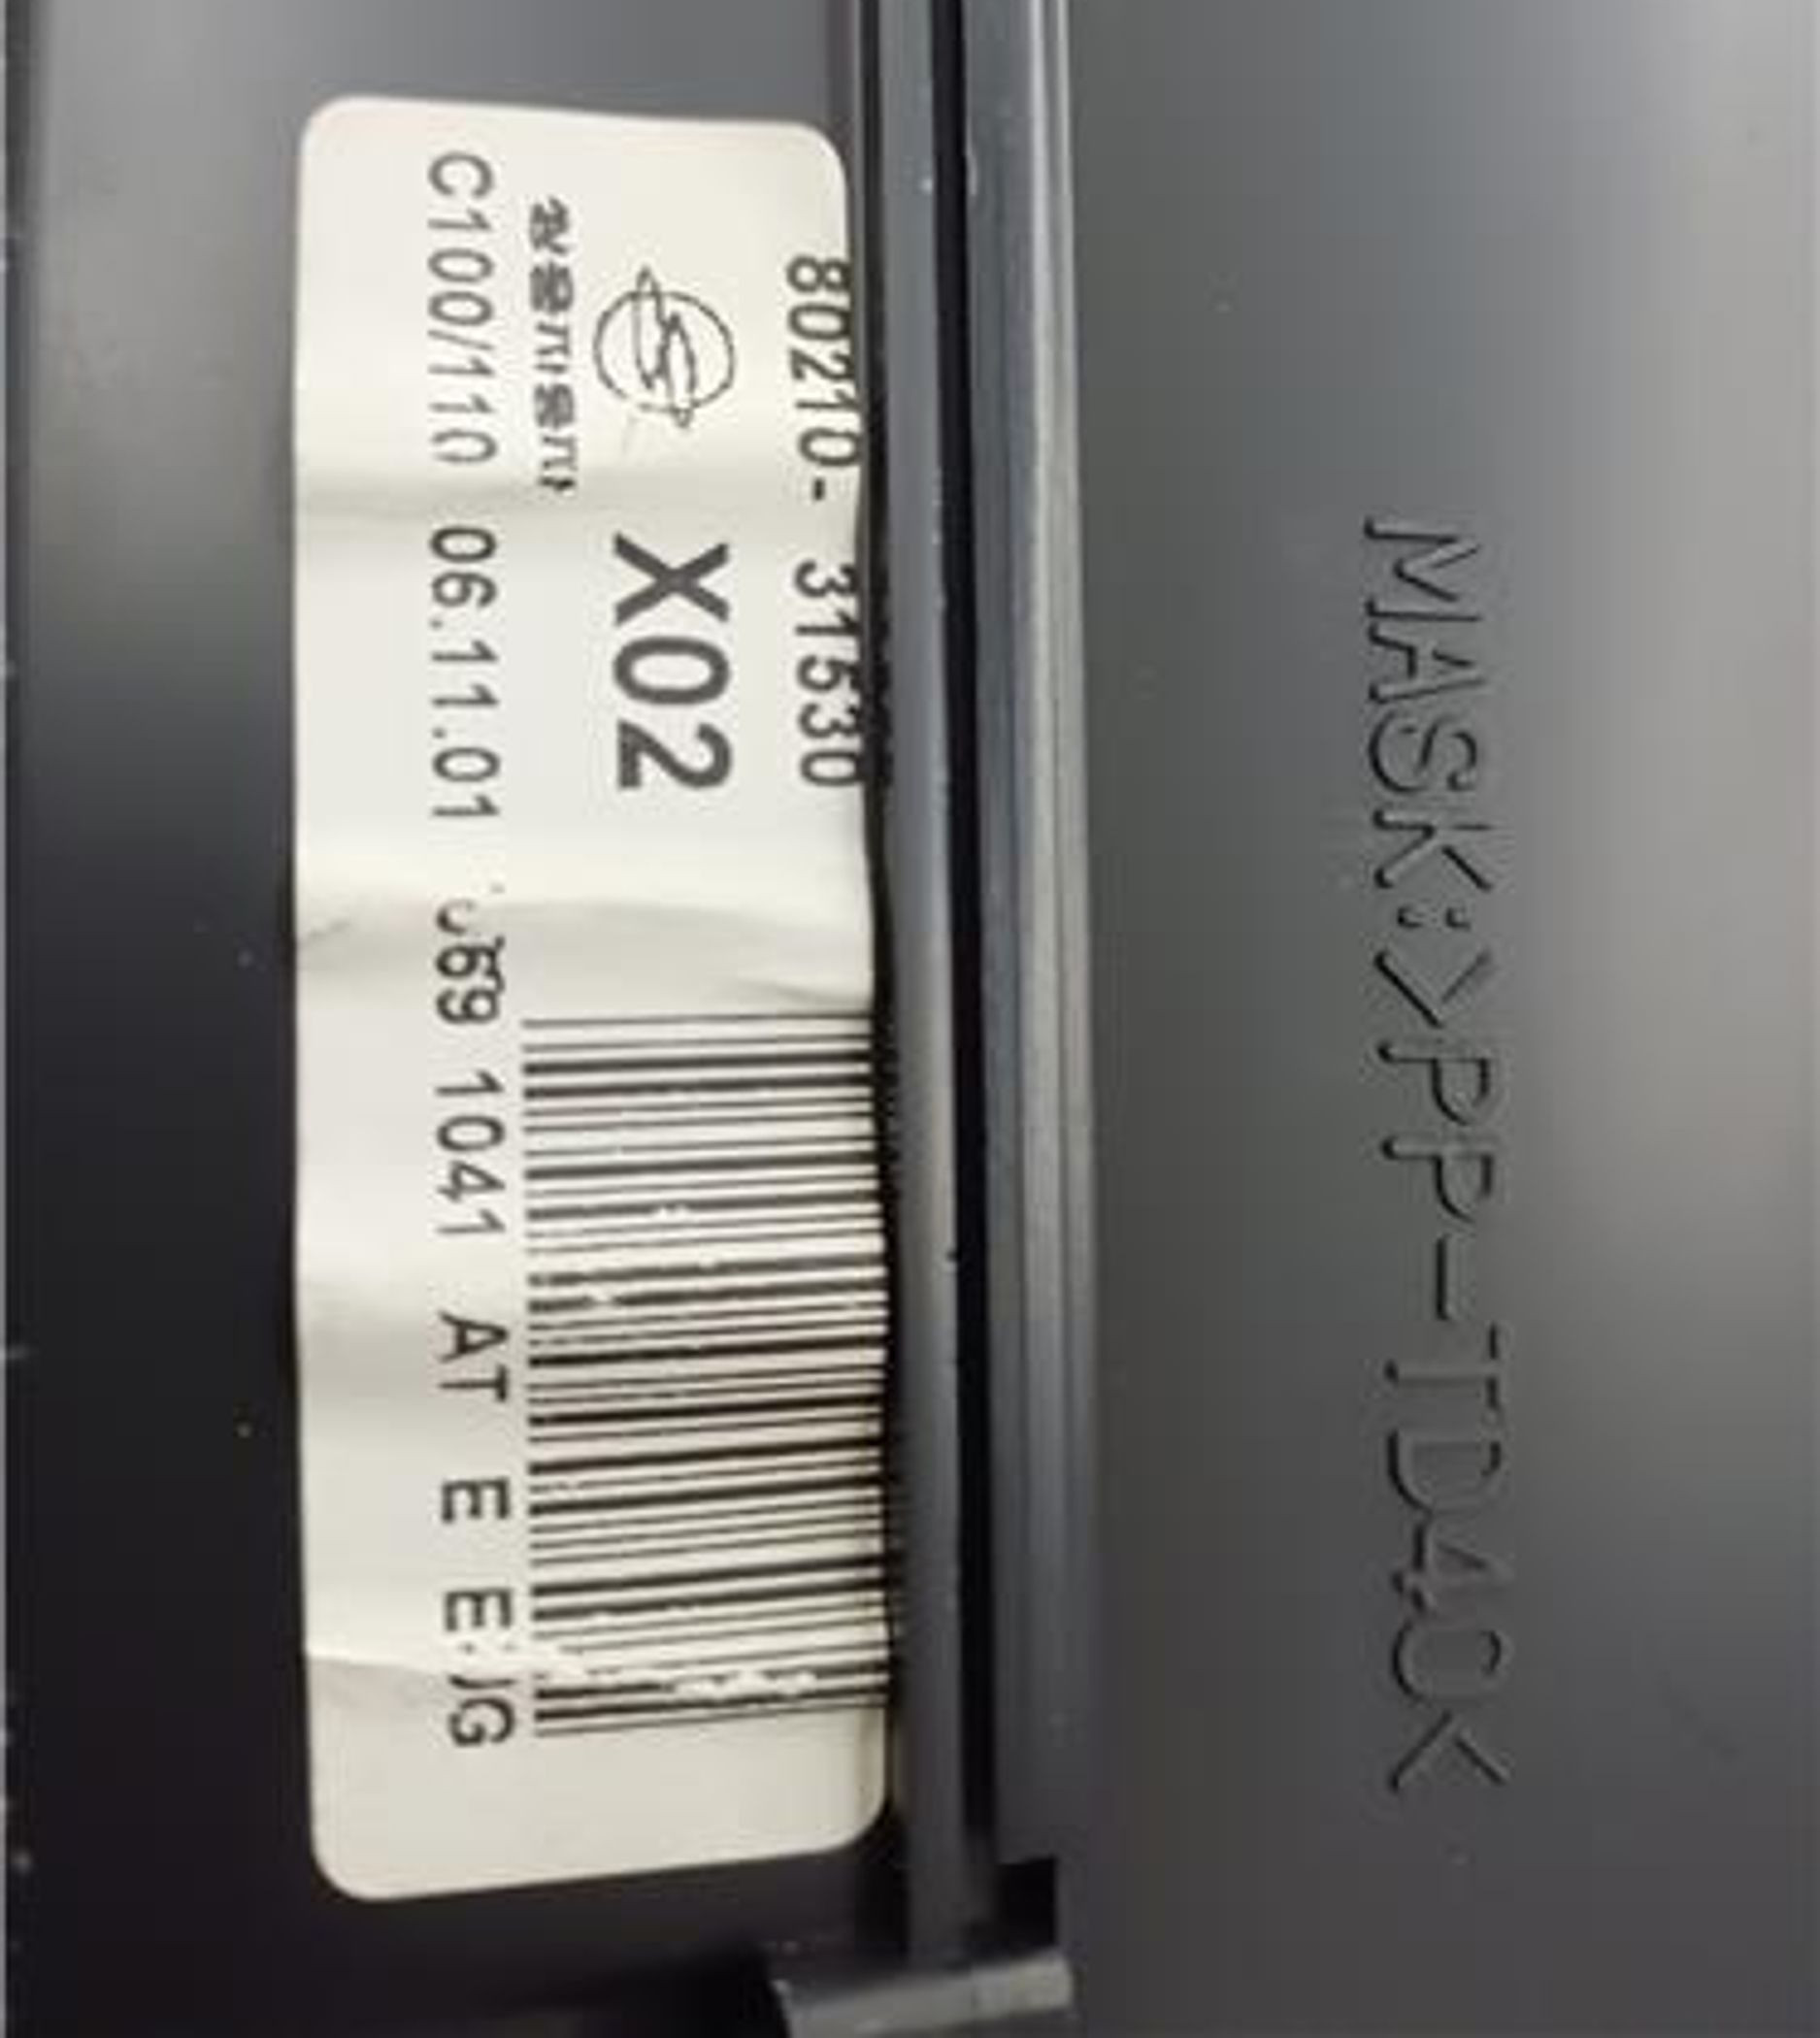 80210- 31530
X02
C100/110 06.11.01 1041 AT E E
MASK:>PP-TD40<